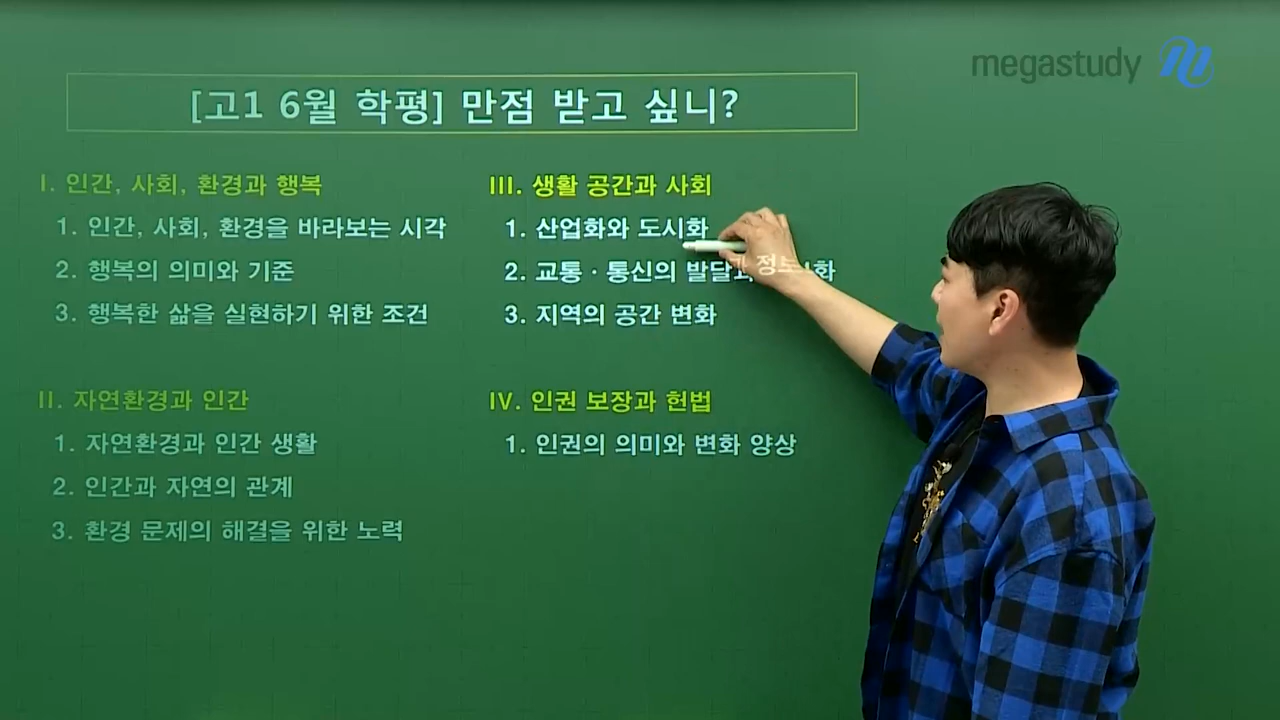 megastudy
[고1 6월 학평] 만점 받고 싶니?
I. 인간, 사회, 환경과 행복
1. 인간, 사회, 환경을 바라보는 시각
2. 행복의 의미와 기준
3. 행복한 삶을 실현하기 위한 조건
II. 자연환경과 인간
1. 자연환경과 인간 생활
2. 인간과 자연의 관계
3. 환경 문제의 해결을 위한 노력
III. 생활 공간과 사회
1. 산업화와 도시화
2. 교통 · 통신의 발달과
3. 지역의 공간 변화
IV. 인권 보장과 헌법
1. 인권의 의미와 변화 양상